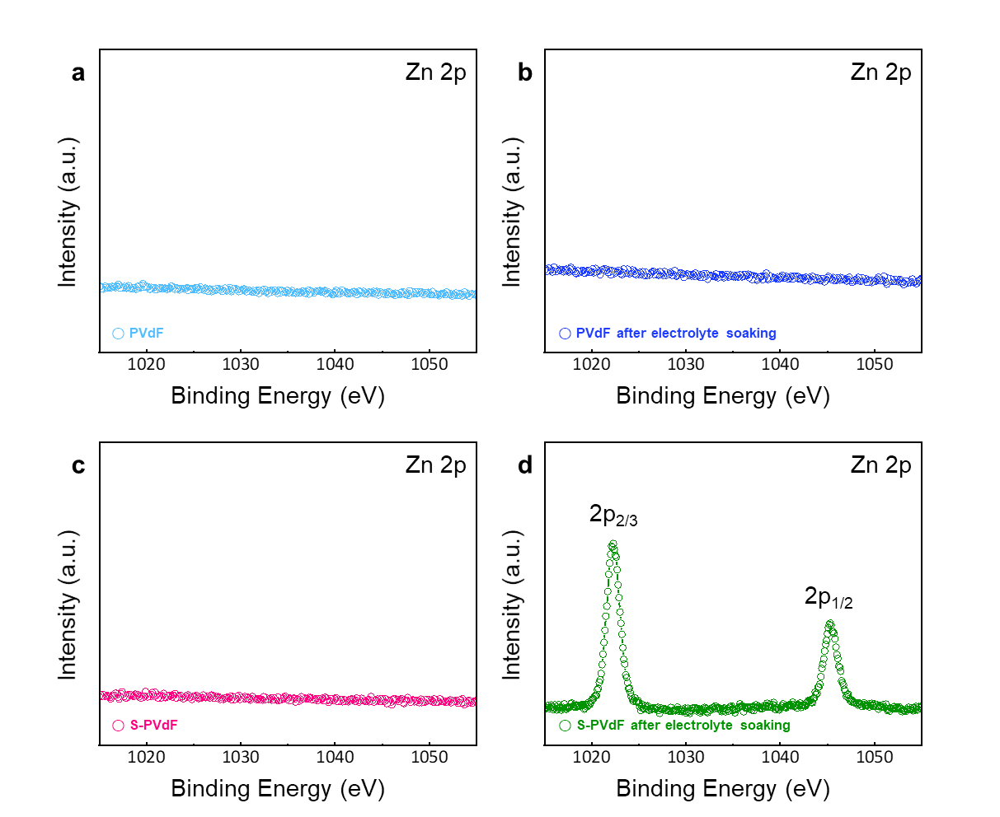 a
Zn 2p
Intensity (a.u.)
PVdF
1020 1030 1040 1050
Binding Energy (eV)
b
Zn 2p
Intensity (a.u.)
PVdF after electrolyte soaking
1020 1030 1040 1050
Binding Energy (eV)
c
Zn 2p
Intensity (a.u.)
S-PVdF
1020 1030 1040 1050
Binding Energy (eV)
d
Zn 2p
2p2/3
2p1/2
Intensity (a.u.)
S-PVdF after electrolyte soaking
1020 1030 1040 1050
Binding Energy (eV)